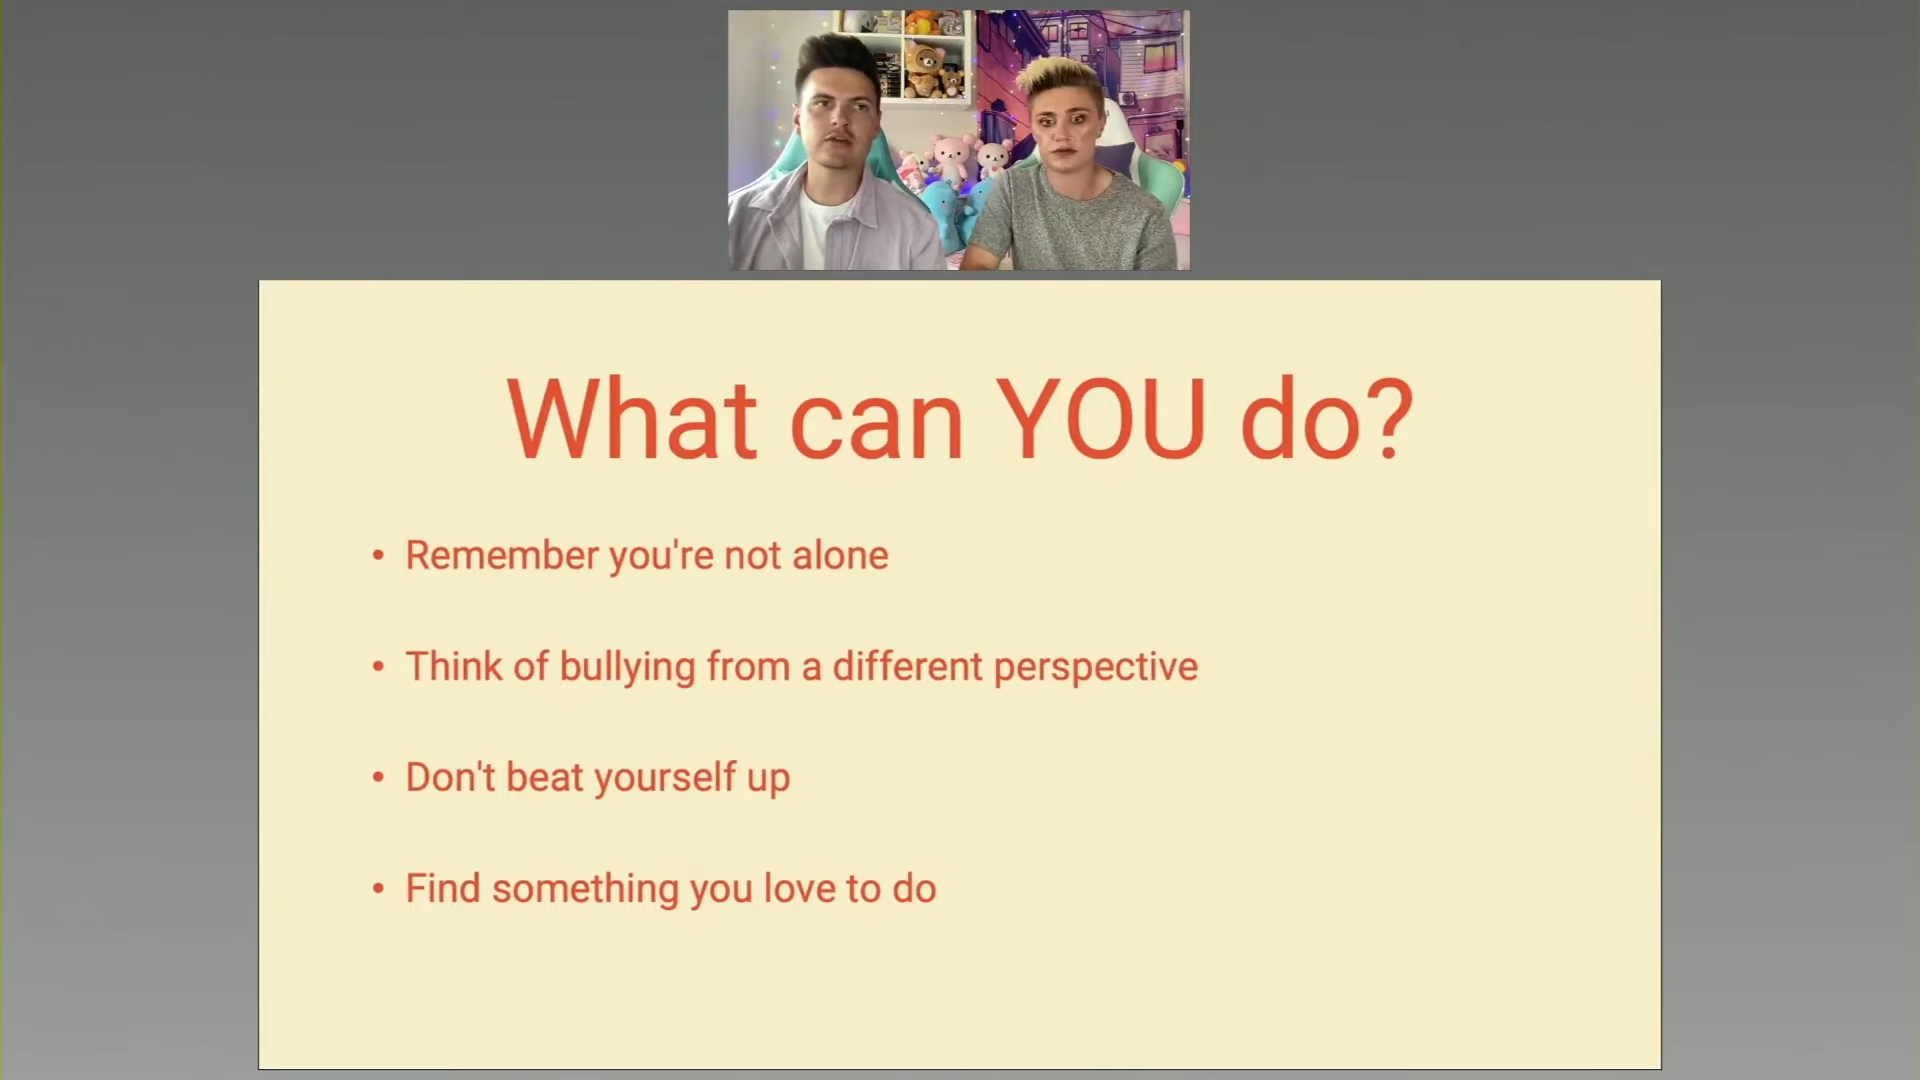 What can YOU do?
• Remember you're not alone
• Think of bullying from a different perspective
• Don't beat yourself up
• Find something you love to do